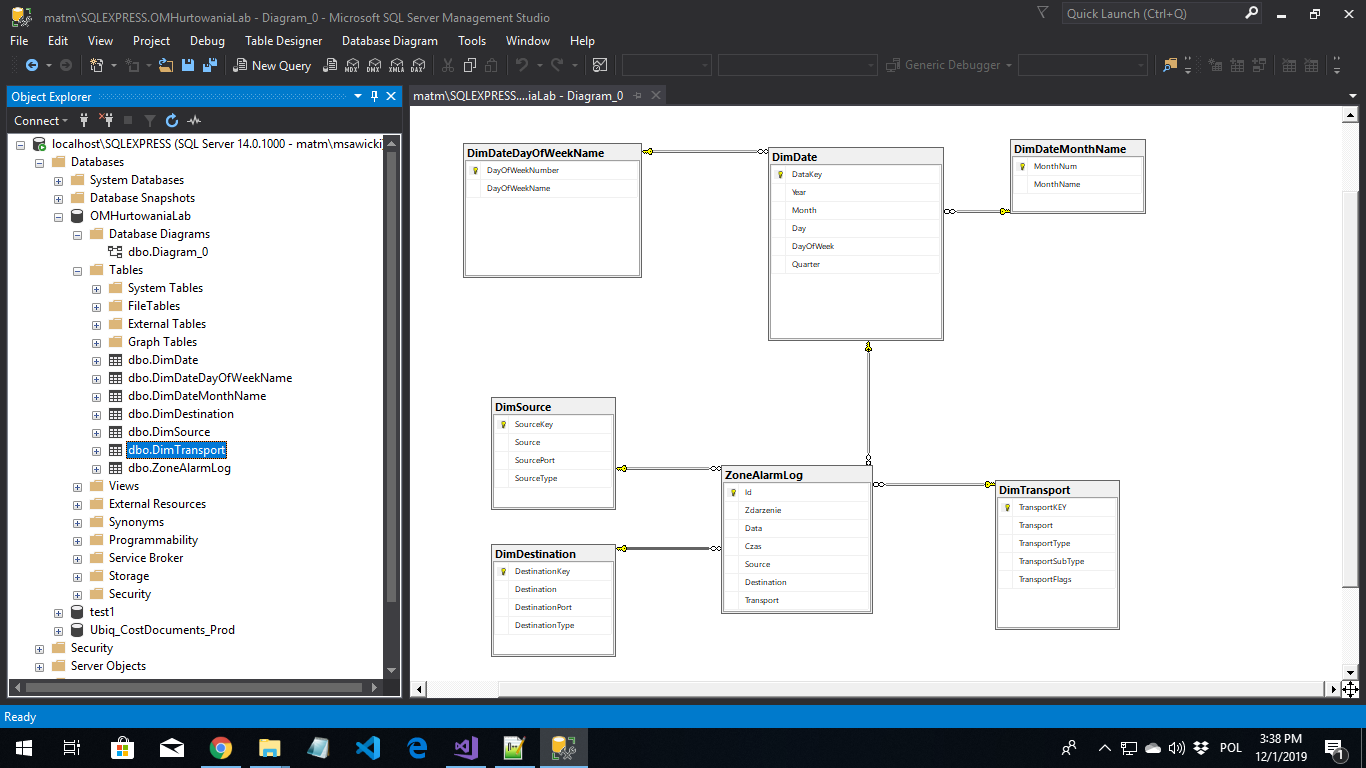 matm\SQLEXPRESS.OMHurtowaniaLab - Diagram_0 - Microsoft SQL Server Management Studio
Quick Launch (Ctrl+Q)
File Edit View Project Debug Table Designer Database Diagram Tools Window Help
New Query MDX DMX XMLA DAX Generic Debugger
Object Explorer
Connect
localhost\SQLEXPRESS (SQL Server 14.0.1000 - matm\msawicki
Databases
System Databases
Database Snapshots
OMHurtowaniaLab
Database Diagrams
dbo.Diagram_0
Tables
System Tables
FileTables
External Tables
Graph Tables
dbo.DimDate
dbo.DimDateDayOfWeekName
dbo.DimDateMonthName
dbo.DimDestination
dbo.DimSource
dbo.DimTransport
dbo.ZoneAlarmLog
Views
External Resources
Synonyms
Programmability
Service Broker
Storage
Security
test1
Ubiq_CostDocuments_Prod
Security
Server Objects
matm\SQLEXPRESS....iaLab - Diagram_0
DimDateDayOfWeekName
DayOfWeekNumber
DayOfWeekName
DimDate
DataKey
Year
Month
Day
DayOfWeek
Quarter
DimDateMonthName
MonthNum
MonthName
DimSource
SourceKey
Source
SourcePort
SourceType
DimDestination
DestinationKey
Destination
DestinationPort
DestinationType
ZoneAlarmLog
Id
Zdarzenie
Data
Czas
Source
Destination
Transport
DimTransport
TransportKEY
Transport
TransportType
TransportSubType
TransportFlags
Ready
POL
3:38 PM
12/1/2019
1